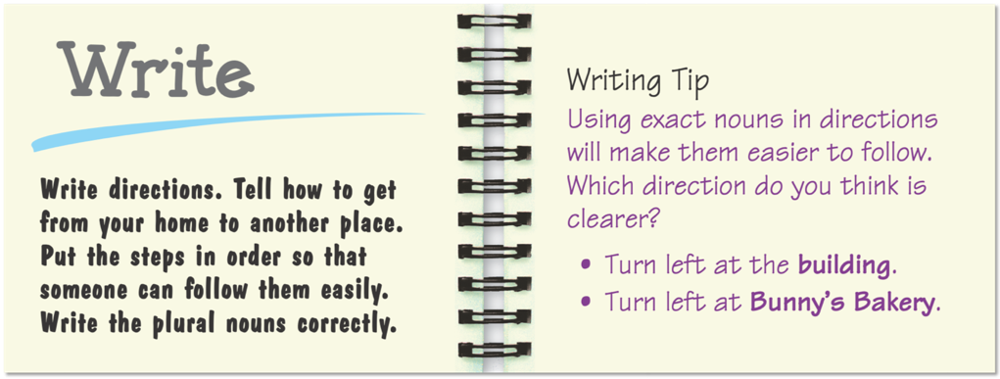 Write
Write directions. Tell how to get
from your home to another place.
Put the steps in order so that
someone can follow them easily.
Write the plural nouns correctly.
Writing Tip
Using exact nouns in directions
will make them easier to follow.
Which direction do you think is
clearer?
• Turn left at the building.
• Turn left at Bunny's Bakery.